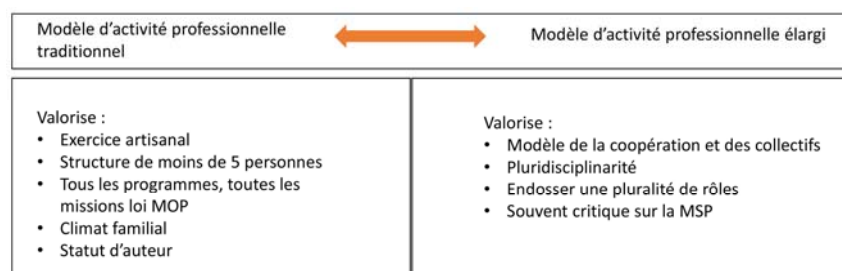 Modèle d'activité professionnelle
traditionnel
Modèle d'activité professionnelle élargi
Valorise :
• Exercice artisanal
• Structure de moins de 5 personnes
• Tous les programmes, toutes les
missions loi MOP
• Climat familial
• Statut d'auteur
Valorise :
• Modèle de la coopération et des collectifs
• Pluridisciplinarité
• Endosser une pluralité de rôles
• Souvent critique sur la MSP